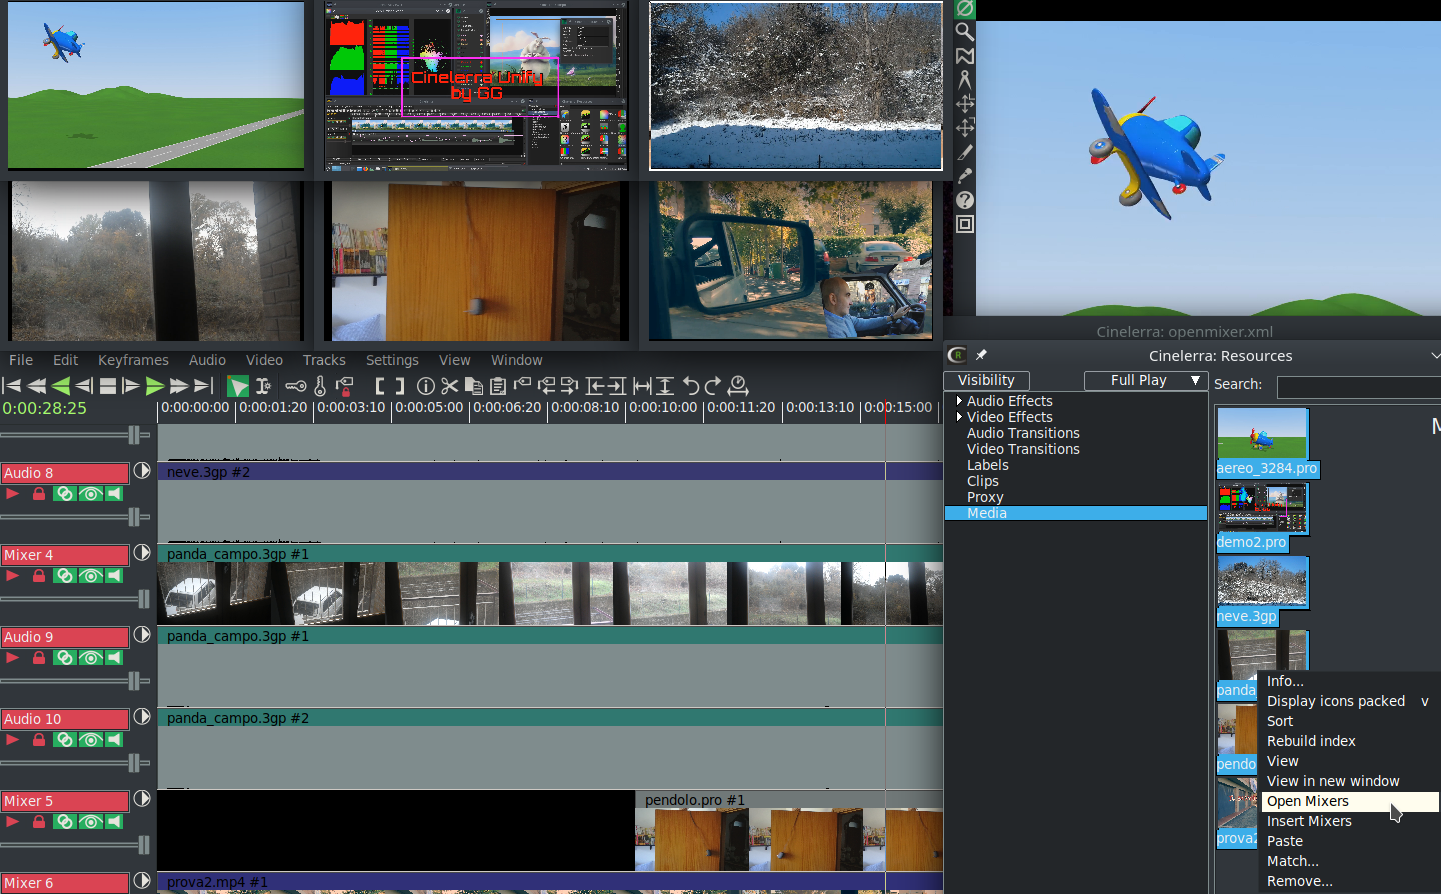 Cinelerra Unify
by GG
Cinelerra: openmixer.xml
File Edit Keyframes Audio Video Tracks Settings View Window
0:00:28:25
0:00:00:00 0:00:01:20 0:00:03:10 0:00:05:00 0:00:06:20 0:00:08:10 0:00:10:00 0:00:11:20 0:00:13:10 0:00:15:00
Audio 8
neve.3gp #2
Mixer 4
panda_campo.3gp #1
Audio 9
panda_campo.3gp #1
Audio 10
panda_campo.3gp #2
Mixer 5
pendolo.pro #1
Mixer 6
prova2.mp4 #1
Cinelerra: Resources
Visibility
Full Play
Search:
Audio Effects
Video Effects
Audio Transitions
Video Transitions
Labels
Clips
Proxy
Media
M
aereo_3284.pro
demo2.pro
neve.3gp
panda
pendo
prova2
Info...
Display icons packed v
Sort
Rebuild index
View
View in new window
Open Mixers
Insert Mixers
Paste
Match...
Remove...